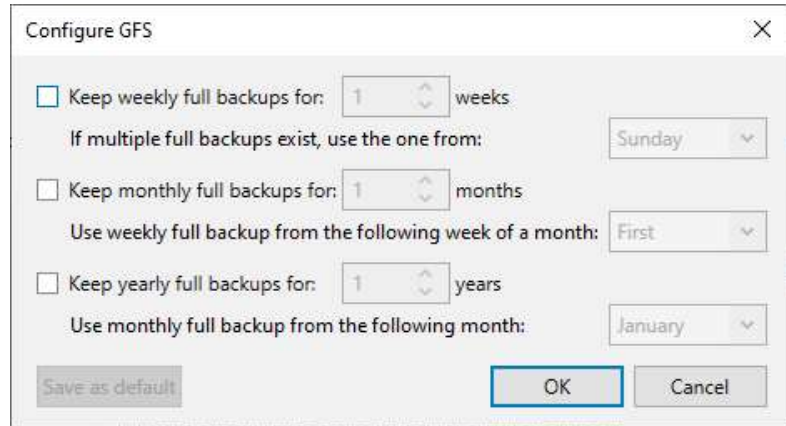 Configure GFS
Keep weekly full backups for: 1 weeks
If multiple full backups exist, use the one from: Sunday
Keep monthly full backups for: 1 months
Use weekly full backup from the following week of a month: First
Keep yearly full backups for: 1 years
Use monthly full backup from the following month: January
Save as default OK Cancel